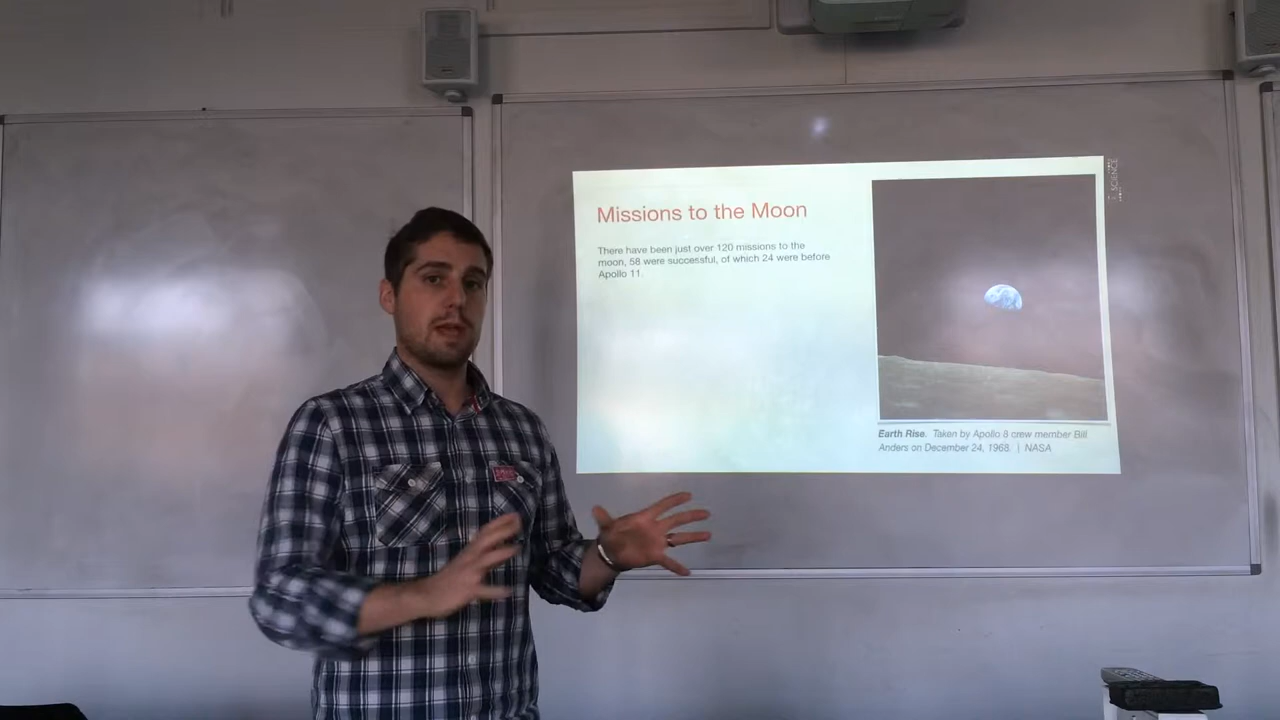 Missions to the Moon
There have been just over 120 missions to the
moon, 58 were successful, of which 24 were before
Apollo 11.
Earth Rise. Taken by Apollo 8 crew member Bill
Anders on December 24, 1968. | NASA
SCIENCE